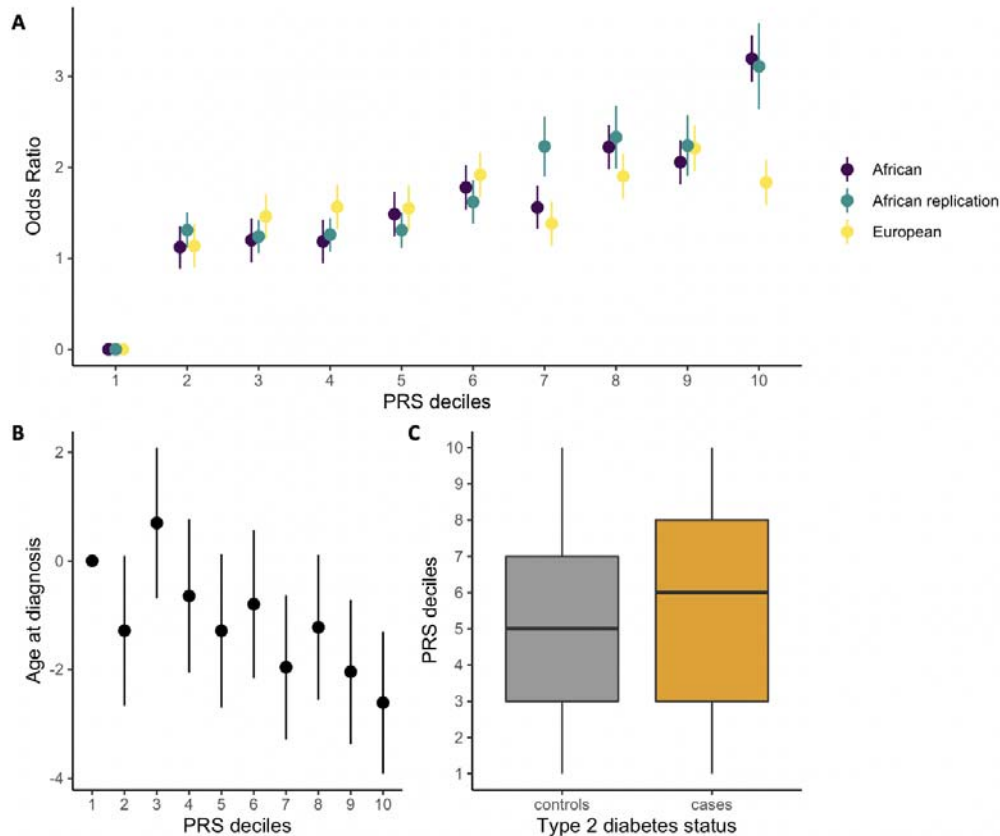 A
Odds Ratio
3
2
1
0
1 2 3 4 5 6 7 8 9 10
PRS deciles
African
African replication
European
B
Age at diagnosis
2
0
-2
-4
1 2 3 4 5 6 7 8 9 10
PRS deciles
C
PRS deciles
10
9
8
7
6
5
4
3
2
1
controls cases
Type 2 diabetes status